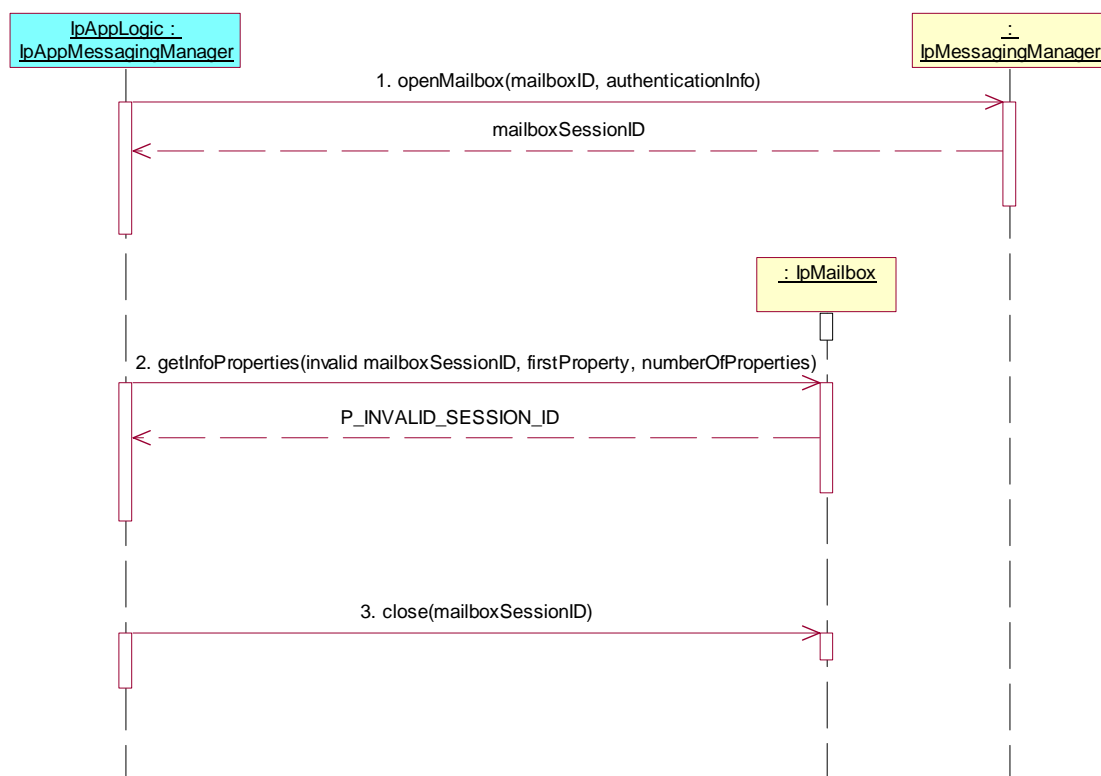 IpAppLogic :
IpAppMessagingManager
:
IpMessagingManager
1. openMailbox(mailboxID, authenticationInfo)
mailboxSessionID
: IpMailbox
2. getInfoProperties(invalid mailboxSessionID, firstProperty, numberOfProperties)
P_INVALID_SESSION_ID
3. close(mailboxSessionID)